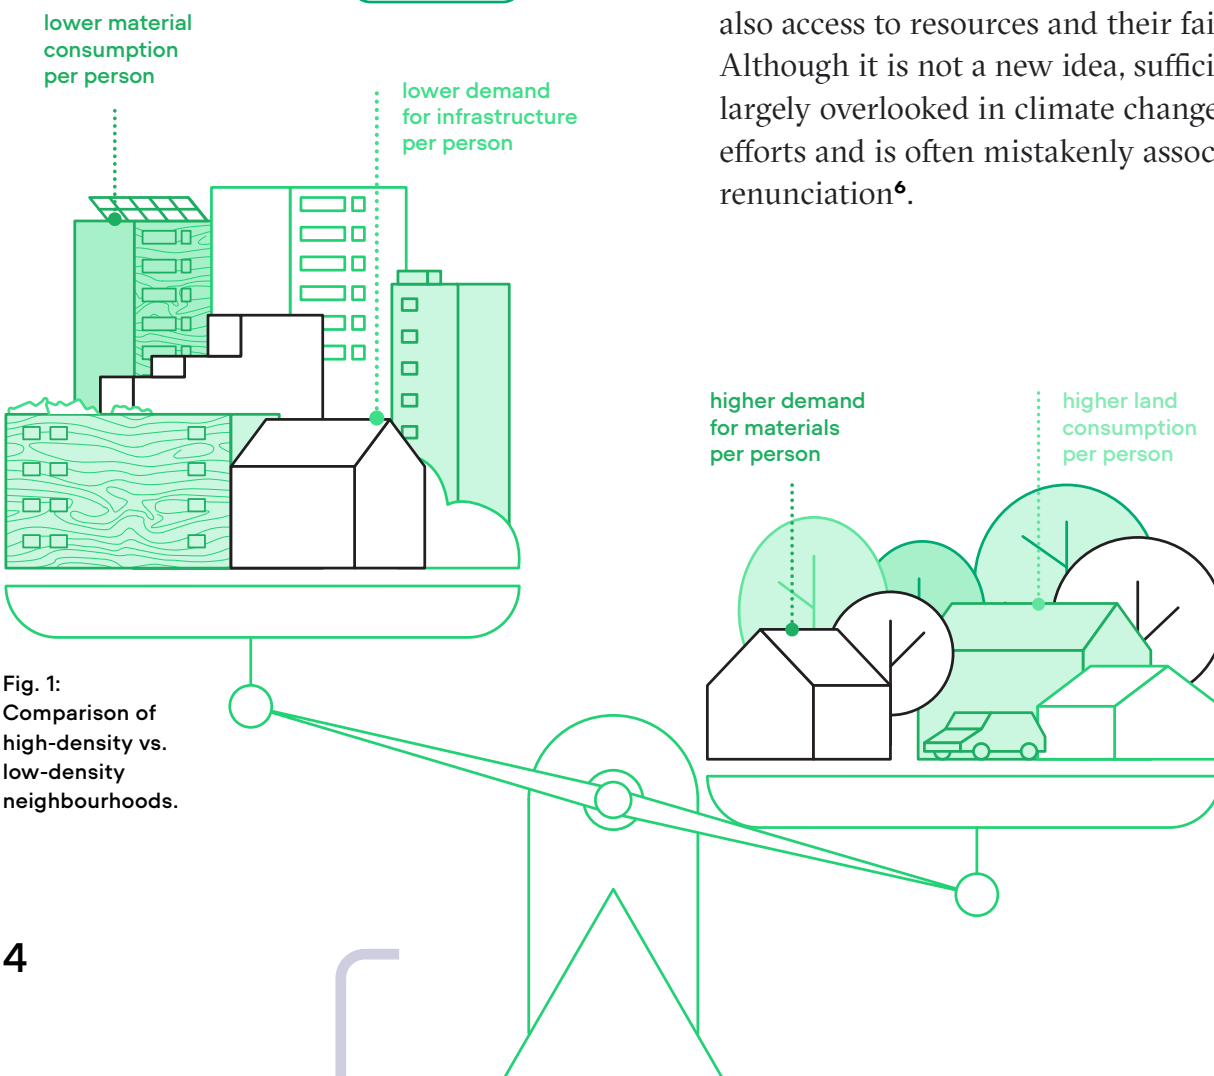 lower material
consumption
per person
lower demand
for infrastructure
per person
also access to resources and their
Although it is not a new idea,
largely overlooked in climate change
efforts and is often mistakenly
renunciation⁶.
higher demand
for materials
per person
higher land
consumption
per person
Fig. 1:
Comparison of
high-density vs.
low-density
neighbourhoods.
4